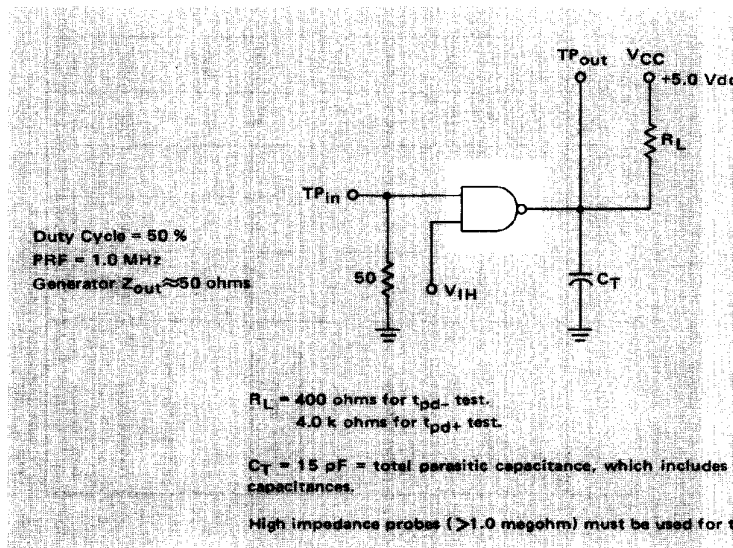 TPout VCC
+5.0 Vdc
RL
TPin
Duty Cycle = 50 %
PRF = 1.0 MHz
Generator Zout≈50 ohms
50
VIH
CT
RL = 400 ohms for tpd- test.
4.0 k ohms for tpd+ test.
CT = 15 pF = total parasitic capacitance, which includes
capacitances.
High impedance probes (>1.0 megohm) must be used for t